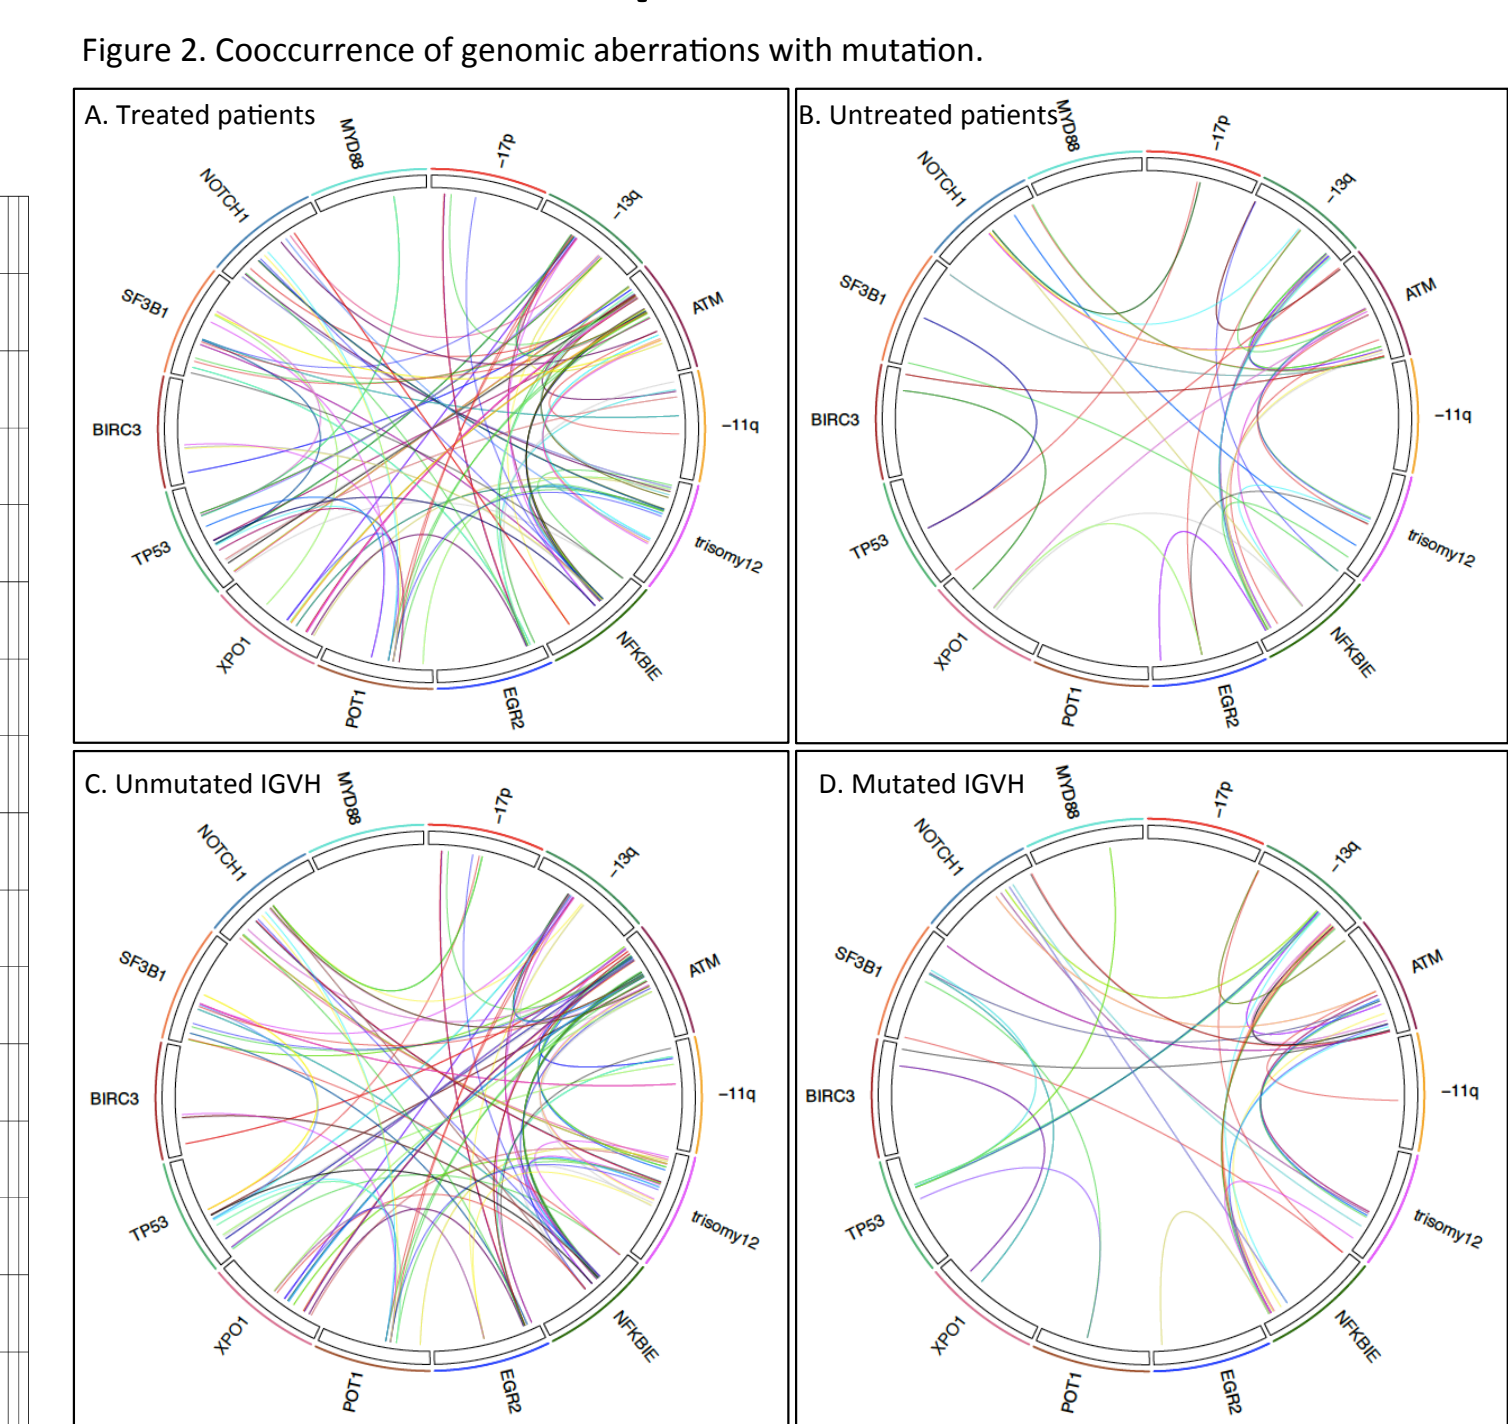 Figure 2. Cooccurrence of genomic aberrations with mutation.
A. Treated patients
MYD88
−17p
−13q
ATM
−11q
trisomy12
NFKBIE
EGR2
POT1
XPO1
TP53
BIRC3
SF3B1
NOTCH1
B. Untreated patients
MYD88
−17p
−13q
ATM
−11q
trisomy12
NFKBIE
EGR2
POT1
XPO1
TP53
BIRC3
SF3B1
NOTCH1
C. Unmutated IGVH
MYD88
−17p
−13q
ATM
−11q
trisomy12
NFKBIE
EGR2
POT1
XPO1
TP53
BIRC3
SF3B1
NOTCH1
D. Mutated IGVH
MYD88
−17p
−13q
ATM
−11q
trisomy12
NFKBIE
EGR2
POT1
XPO1
TP53
BIRC3
SF3B1
NOTCH1